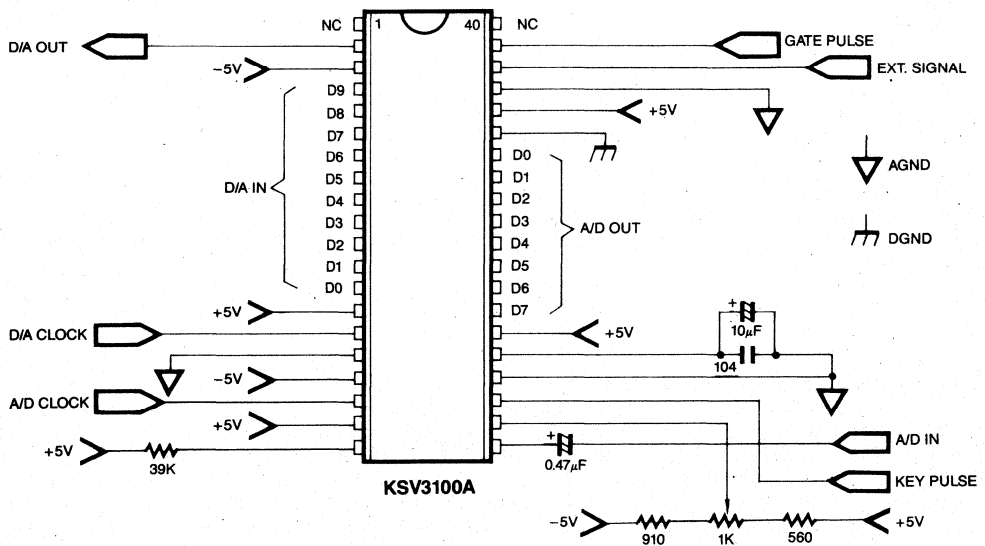 NC 1 40 NC
D/A OUT GATE PULSE
-5V EXT. SIGNAL
D9
D8 +5V
D7
D6 D0 AGND
D5 D1
D/A IN D4 D2
D3 D3 A/D OUT
D2 D4 DGND
D1 D5
D0 D6
+5V D7 + 10µF
D/A CLOCK +5V
104
-5V
A/D CLOCK
+5V
+5V 39K + 0.47µF A/D IN
KSV3100A KEY PULSE
-5V 910 1K 560 +5V